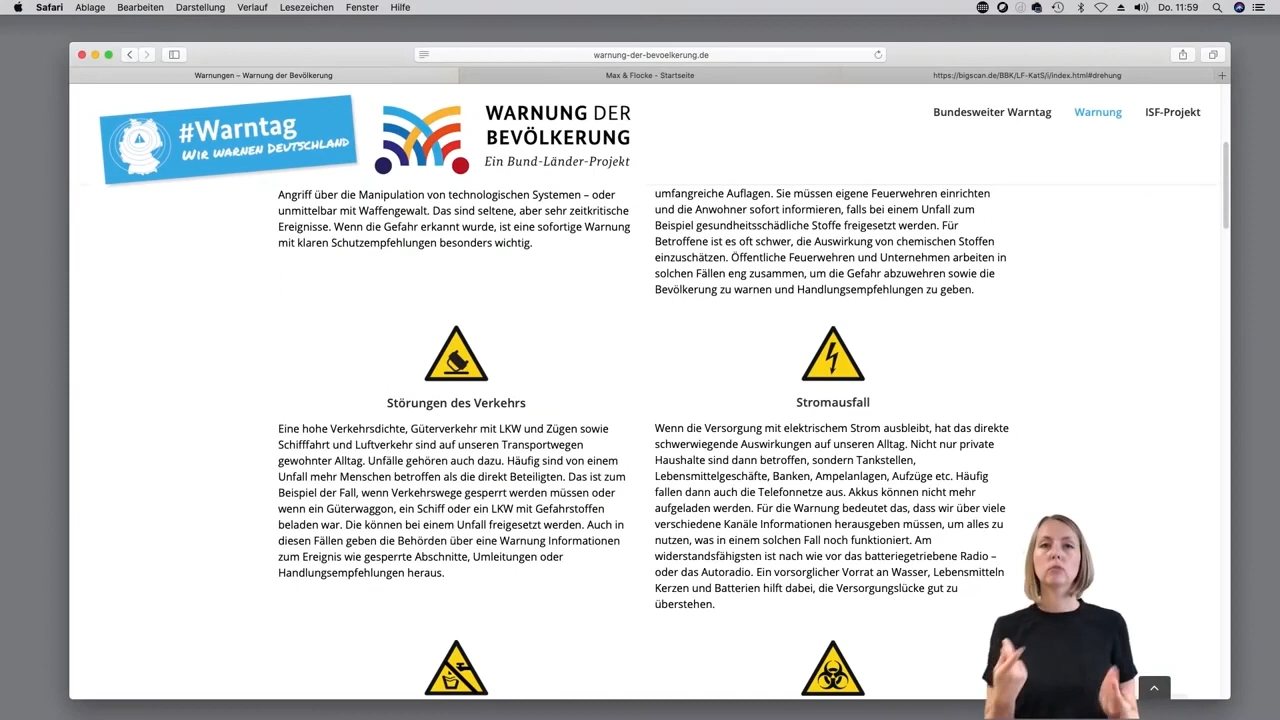 Safari Ablage Bearbeiten Darstellung Verlauf Lesezeichen Fenster Hilfe
Do. 11:59
warnung-der-bevoelkerung.de
Warnungen – Warnung der Bevölkerung
Max & Flocke - Startseite
https://bigscan.de/BBK/LF-KatS/i/index.html#drehung
#Warntag
WIR WARNEN DEUTSCHLAND
WARNUNG DER
BEVÖLKERUNG
Ein Bund-Länder-Projekt
Bundesweiter Warntag
Warnung
ISF-Projekt
Angriff über die Manipulation von technologischen Systemen – oder
unmittelbar mit Waffengewalt. Das sind seltene, aber sehr zeitkritische
Ereignisse. Wenn die Gefahr erkannt wurde, ist eine sofortige Warnung
mit klaren Schutzempfehlungen besonders wichtig.
umfangreiche Auflagen. Sie müssen eigene Feuerwehren einrichten
und die Anwohner sofort informieren, falls bei einem Unfall zum
Beispiel gesundheitsschädliche Stoffe freigesetzt werden. Für
Betroffene ist es oft schwer, die Auswirkung von chemischen Stoffen
einzuschätzen. Öffentliche Feuerwehren und Unternehmen arbeiten in
solchen Fällen eng zusammen, um die Gefahr abzuwehren sowie die
Bevölkerung zu warnen und Handlungsempfehlungen zu geben.
Störungen des Verkehrs
Eine hohe Verkehrsdichte, Güterverkehr mit LKW und Zügen sowie
Schifffahrt und Luftverkehr sind auf unseren Transportwegen
gewohnter Alltag. Unfälle gehören auch dazu. Häufig sind von einem
Unfall mehr Menschen betroffen als die direkt Beteiligten. Das ist zum
Beispiel der Fall, wenn Verkehrswege gesperrt werden müssen oder
wenn ein Güterwaggon, ein Schiff oder ein LKW mit Gefahrstoffen
beladen war. Die können bei einem Unfall freigesetzt werden. Auch in
diesen Fällen geben die Behörden über eine Warnung Informationen
zum Ereignis wie gesperrte Abschnitte, Umleitungen oder
Handlungsempfehlungen heraus.
Stromausfall
Wenn die Versorgung mit elektrischem Strom ausbleibt, hat das direkte
schwerwiegende Auswirkungen auf unseren Alltag. Nicht nur private
Haushalte sind dann betroffen, sondern Tankstellen,
Lebensmittelgeschäfte, Banken, Ampelanlagen, Aufzüge etc. Häufig
fallen dann auch die Telefonnetze aus. Akkus können nicht mehr
aufgeladen werden. Für die Warnung bedeutet das, dass wir über viele
verschiedene Kanäle Informationen herausgeben müssen, um alles zu
nutzen, was in einem solchen Fall noch funktioniert. Am
widerstandsfähigsten ist nach wie vor das batteriegetriebene Radio –
oder das Autoradio. Ein vorsorglicher Vorrat an Wasser, Lebensmitteln
Kerzen und Batterien hilft dabei, die Versorgungslücke gut zu
überstehen.